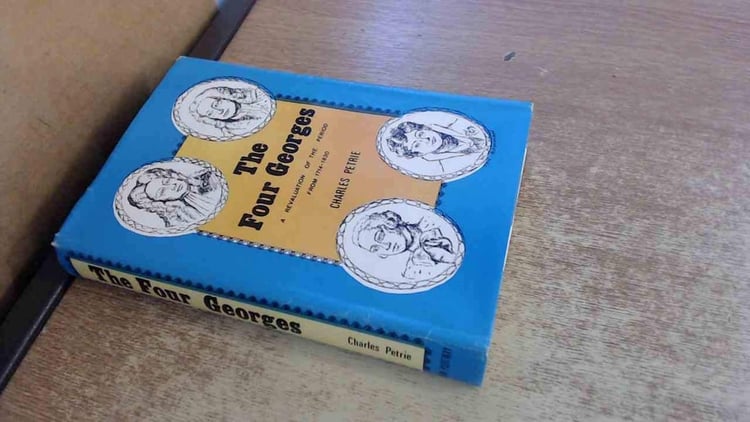 The
Four Georges
A REVALUATION OF THE PERIOD
FROM 1714-1830
CHARLES PETRIE
The Four Georges
Charles Petrie